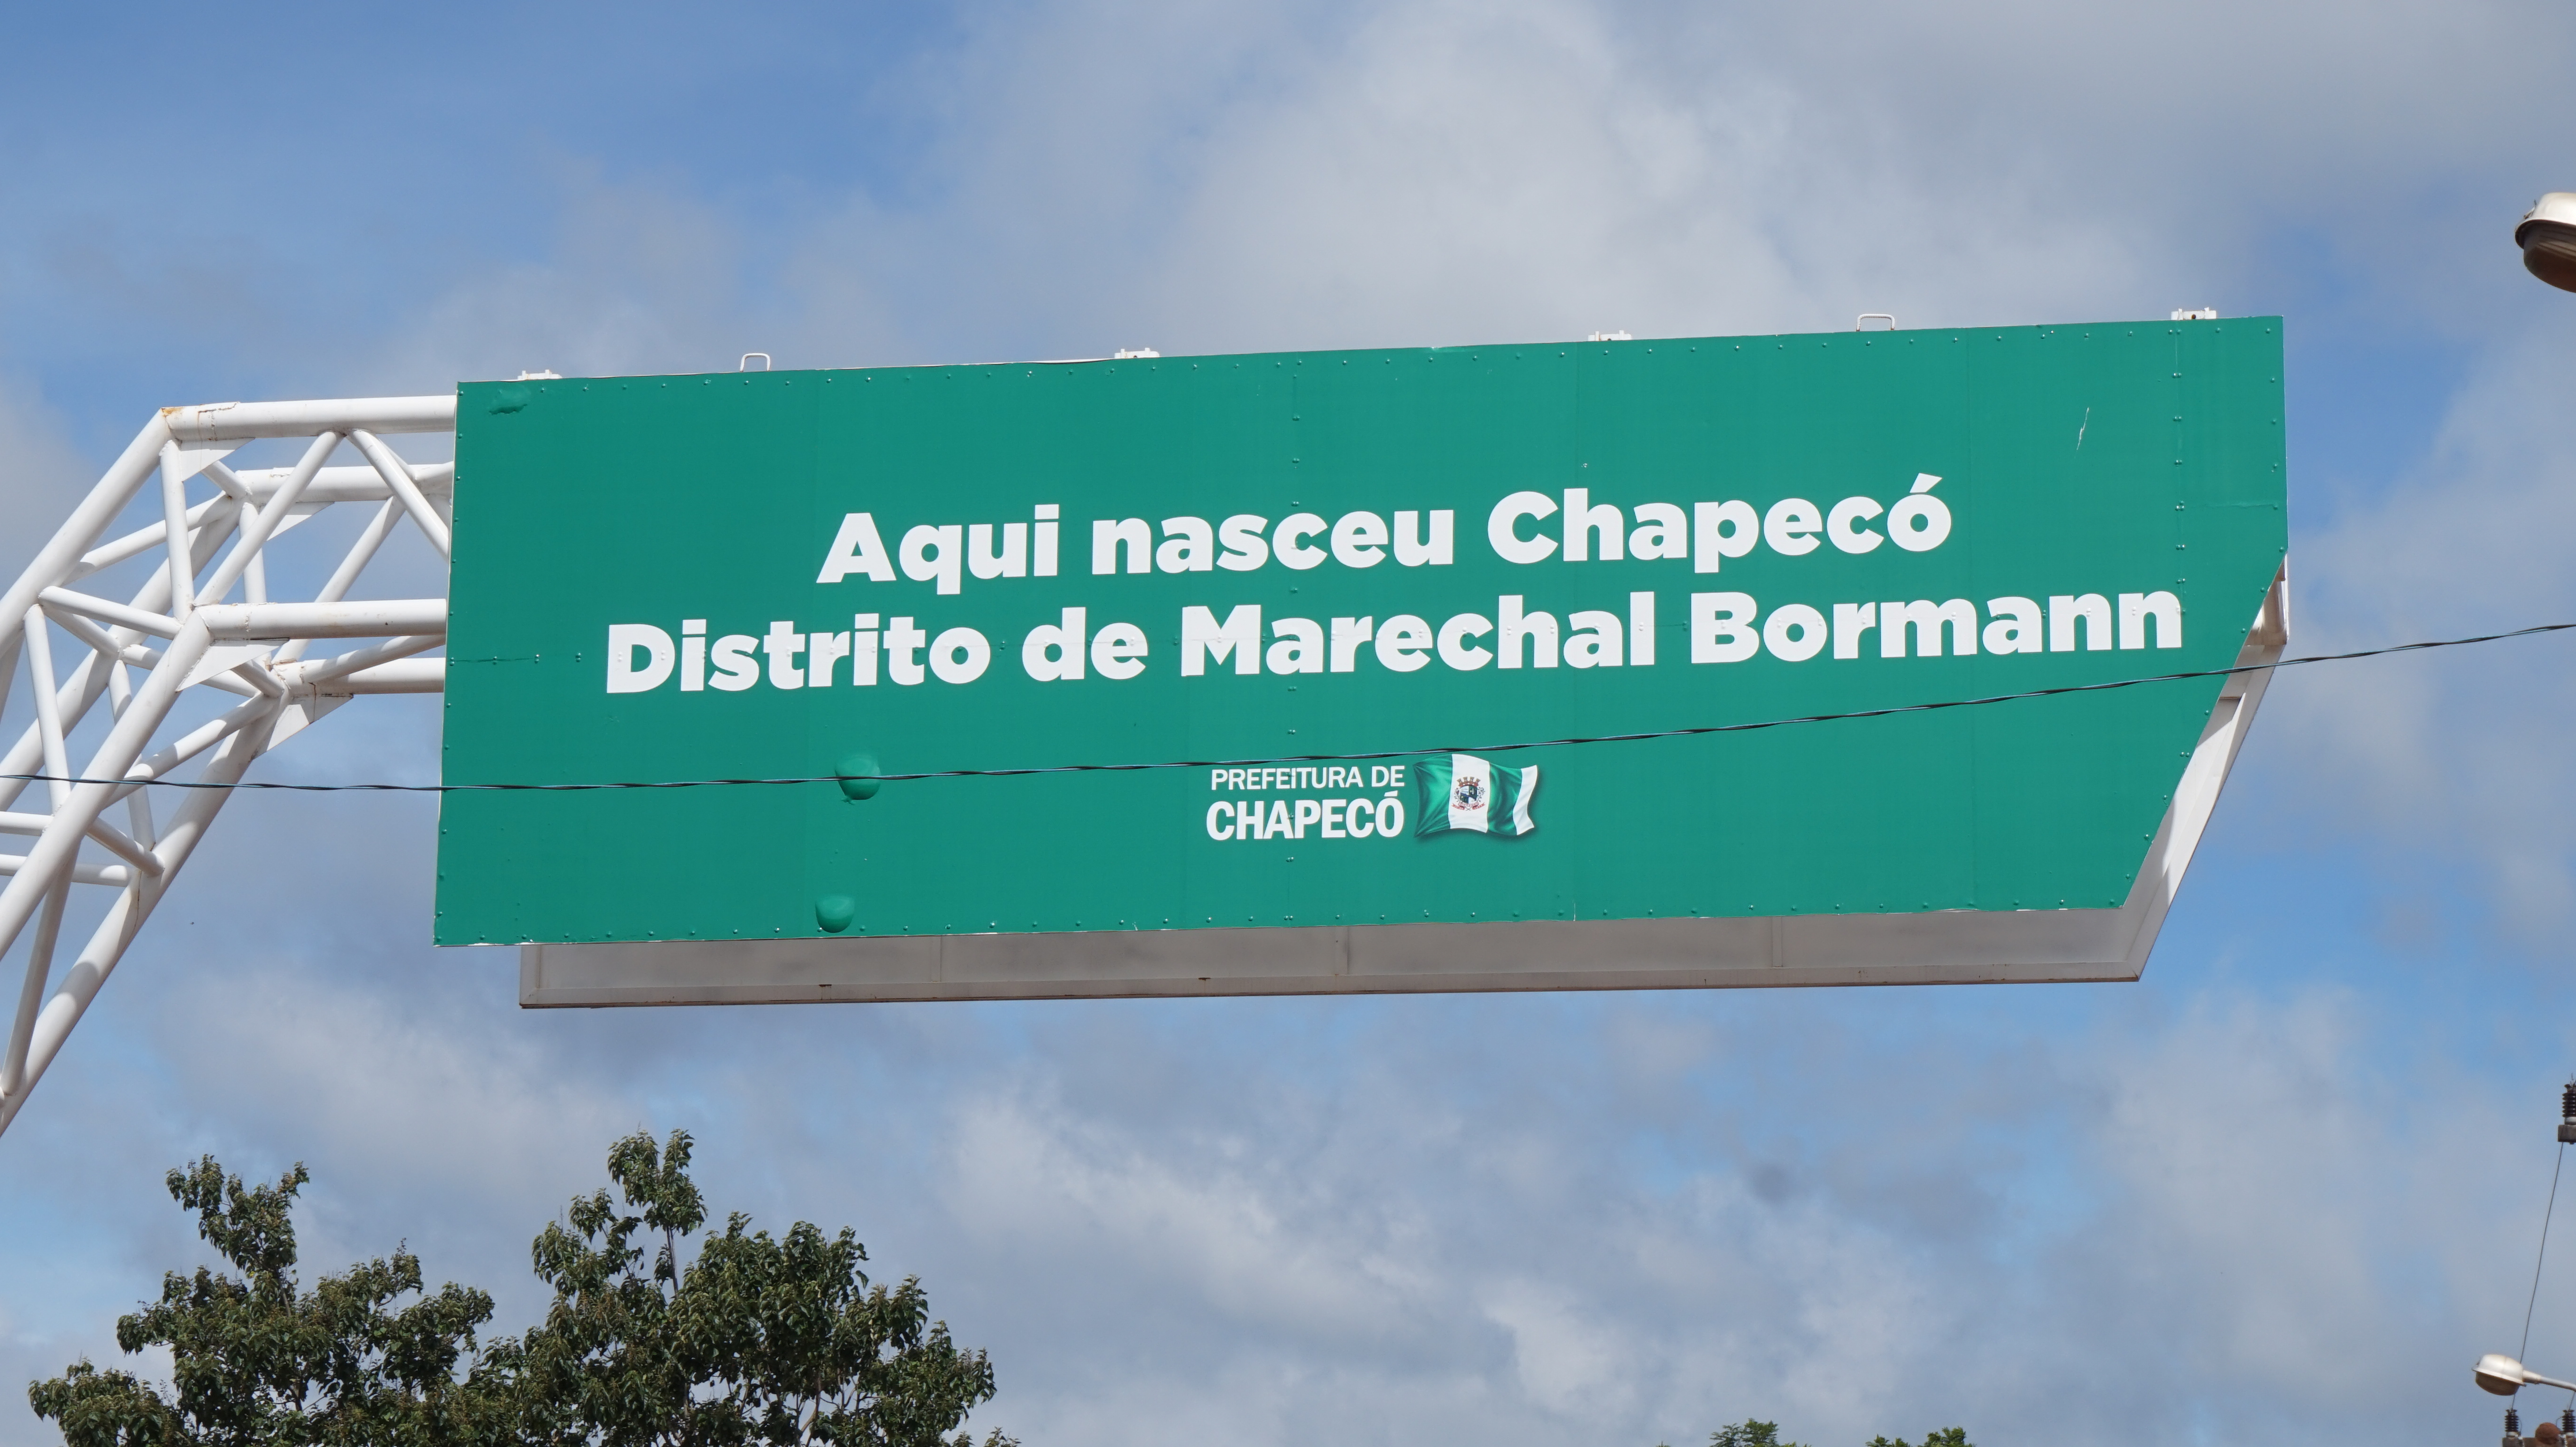 Aqui nasceu Chapecó
Distrito de Marechal Bormann
PREFEITURA DE
CHAPECÓ